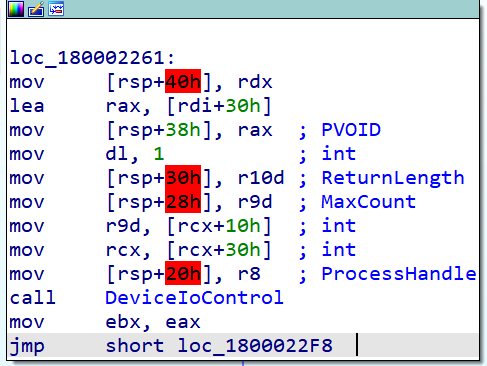 loc_180002261:
mov [rsp+40h], rdx
lea rax, [rdi+30h]
mov [rsp+38h], rax ; PVOID
mov dl, 1 ; int
mov [rsp+30h], r10d ; ReturnLength
mov [rsp+28h], r9d ; MaxCount
mov r9d, [rcx+10h] ; int
mov rcx, [rcx+30h] ; int
mov [rsp+20h], r8 ; ProcessHandle
call DeviceIoControl
mov ebx, eax
jmp short loc_1800022F8